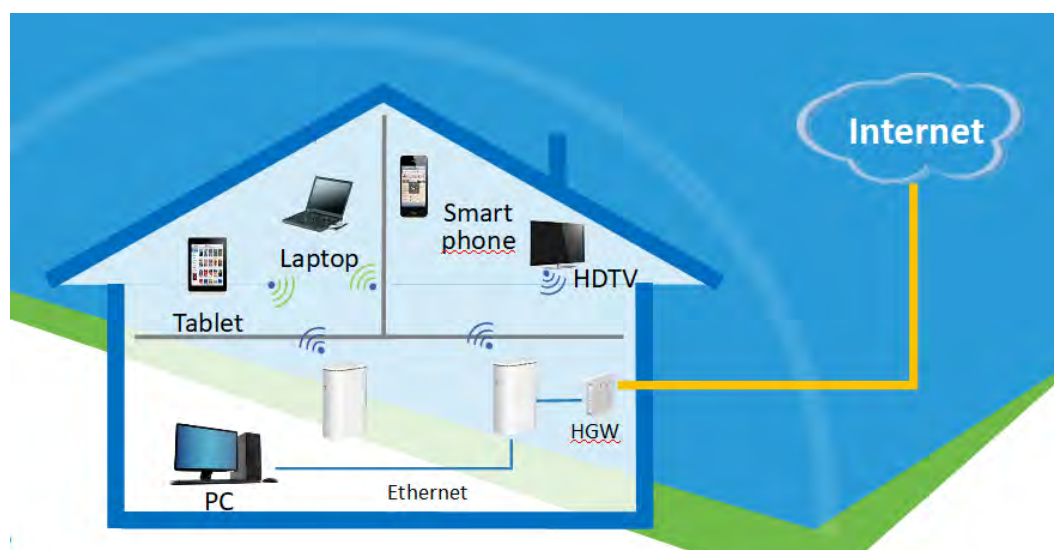 Internet
Smart
phone
Laptop
HDTV
Tablet
HGW
Ethernet
PC